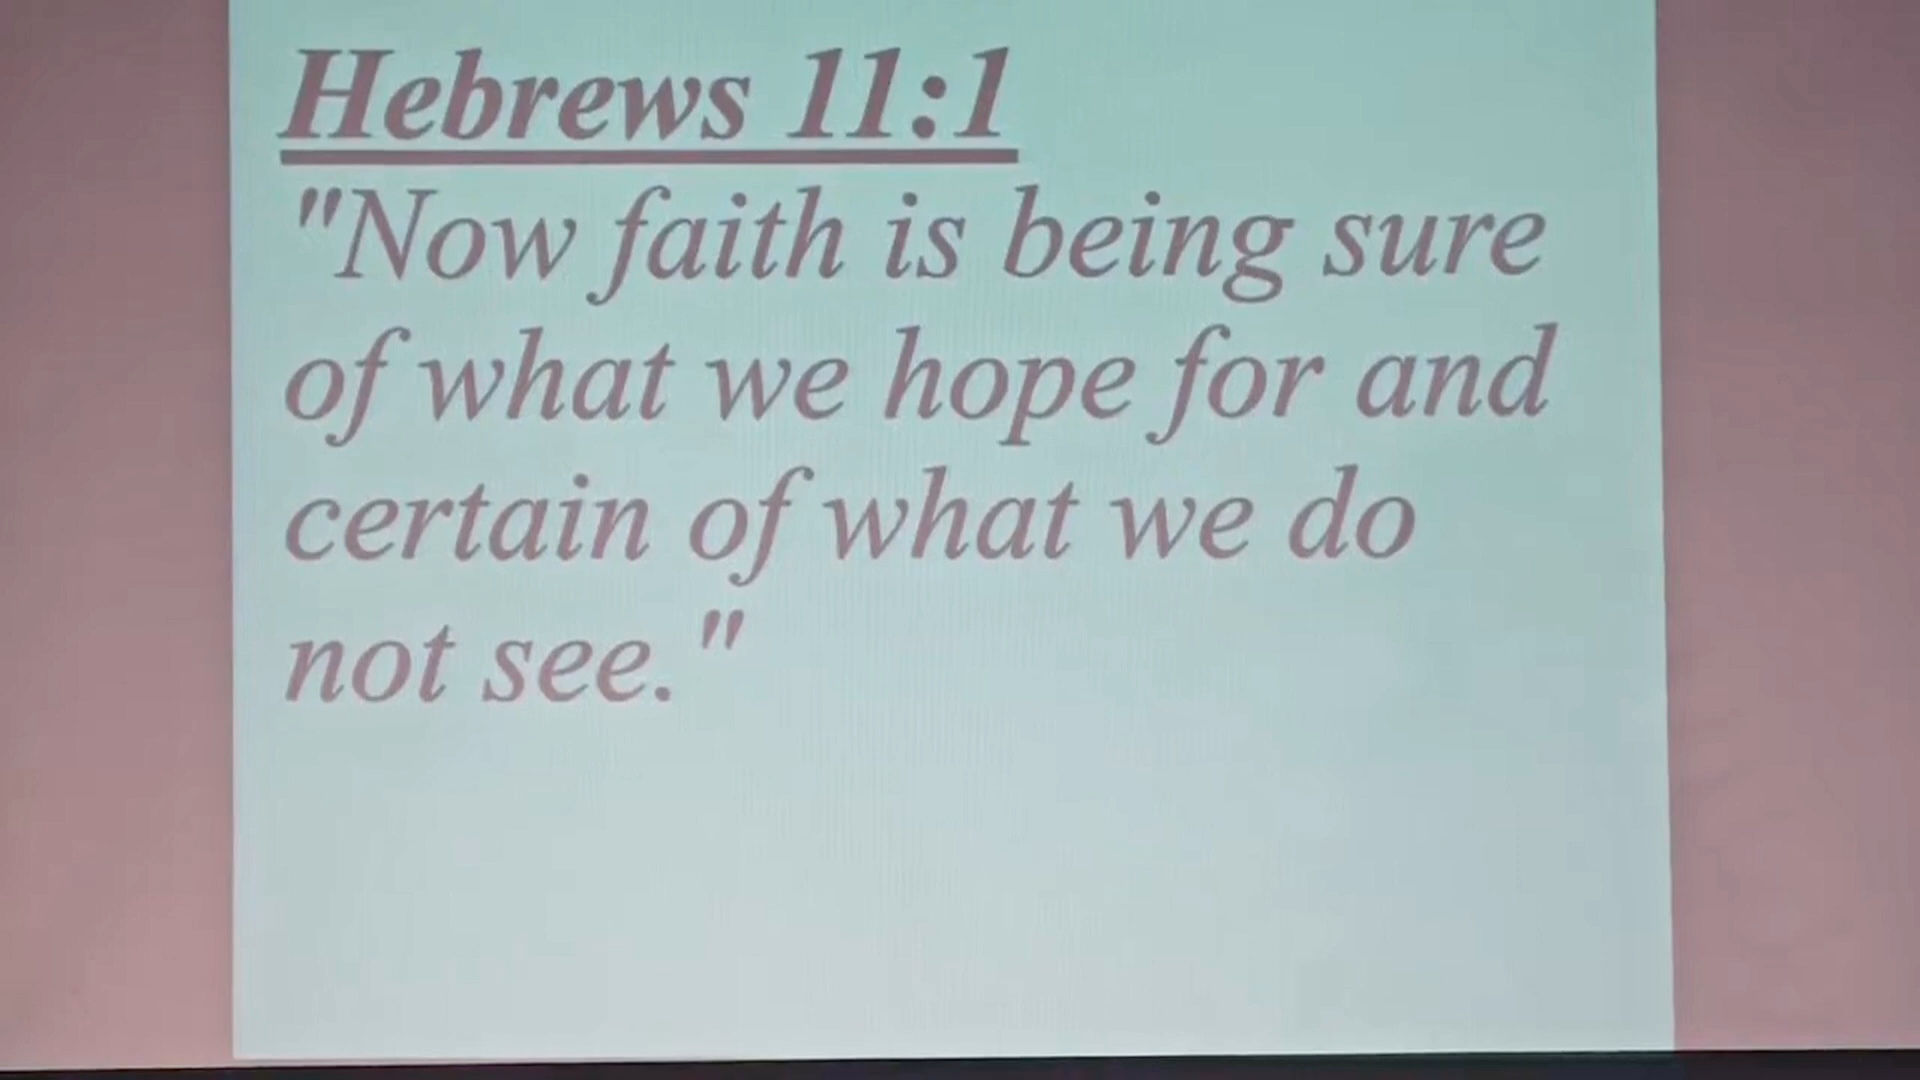 Hebrews 11:1
"Now faith is being sure
of what we hope for and
certain of what we do
not see."